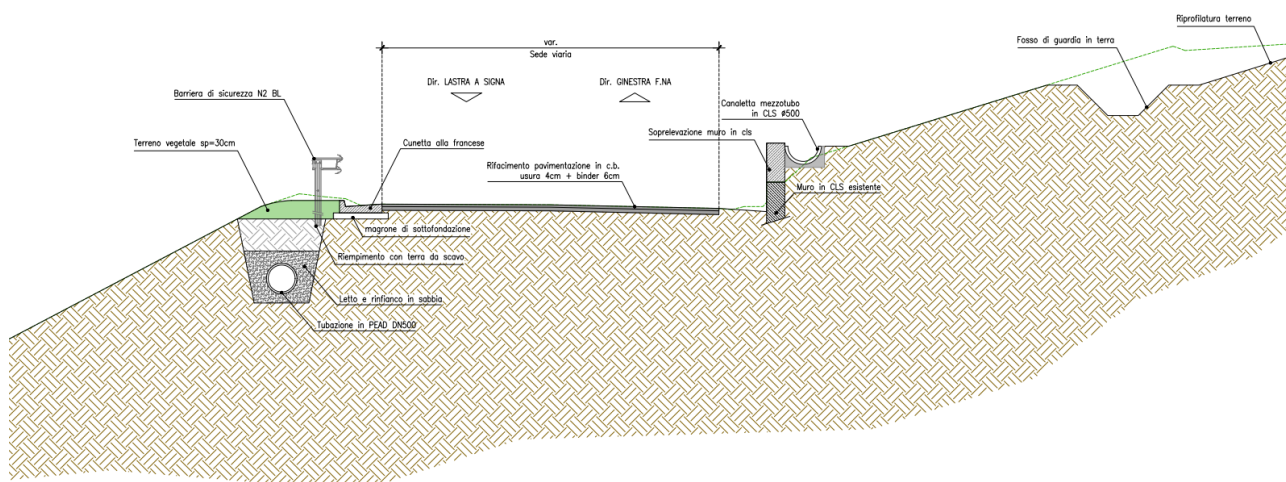 Riprofilatura terreno
Fosso di guardia in terra
var.
Sede viaria
Dir. LASTRA A SIGNA
Dir. GINESTRA F.NA
Barriera di sicurezza N2 BL
Canaletta mezzotubo
in CLS ø500
Terreno vegetale sp=30cm
Cunetta alla francese
Soprelevazione muro in cls
Rifacimento pavimentazione in c.b.
usura 4cm + binder 6cm
Muro in CLS esistente
magrone di sottofondazione
Riempimento con terra da scavo
Letto e rinfianco in sabbia
Tubazione in PEAD DN500